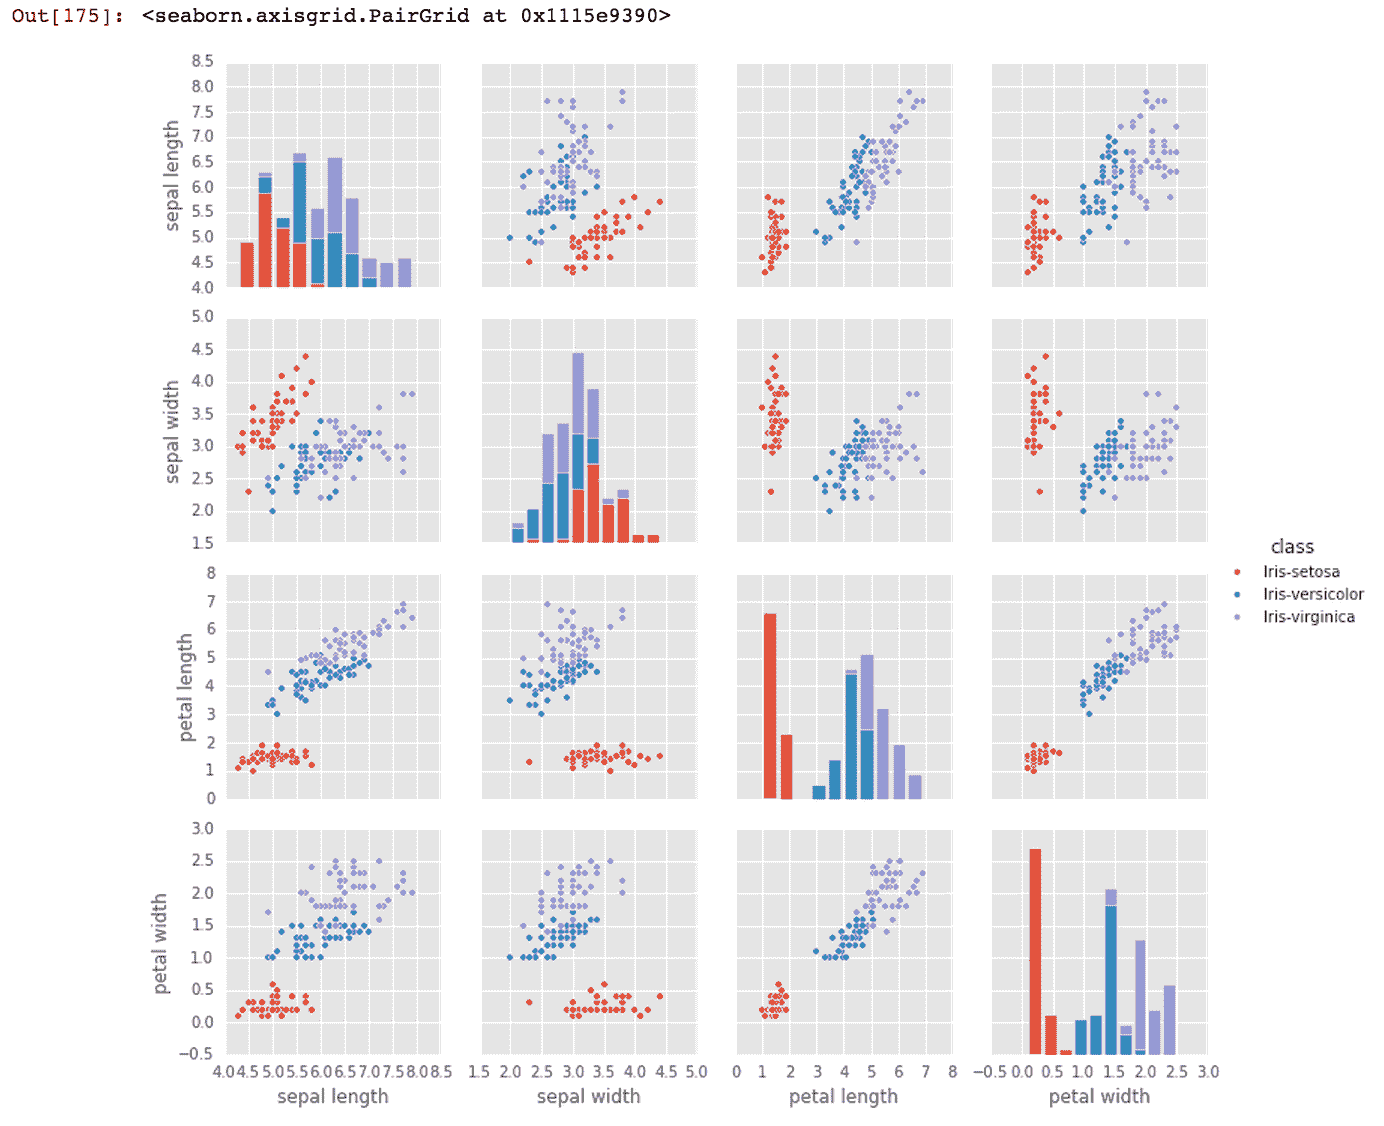 Out[175]: <seaborn.axisgrid.PairGrid at 0x1115e9390>
8.5
8.0
7.5
7.0
6.5
6.0
5.5
5.0
4.5
4.0
sepal length
5.0
4.5
4.0
3.5
3.0
2.5
2.0
1.5
sepal width
class
Iris-setosa
Iris-versicolor
Iris-virginica
8
7
6
5
4
3
2
1
0
petal length
3.0
2.5
2.0
1.5
1.0
0.5
0.0
−0.5
petal width
4.0 4.5 5.0 5.5 6.0 6.5 7.0 7.5 8.0 8.5
1.5 2.0 2.5 3.0 3.5 4.0 4.5 5.0
0 1 2 3 4 5 6 7 8
−0.5 0.0 0.5 1.0 1.5 2.0 2.5 3.0
sepal length
sepal width
petal length
petal width